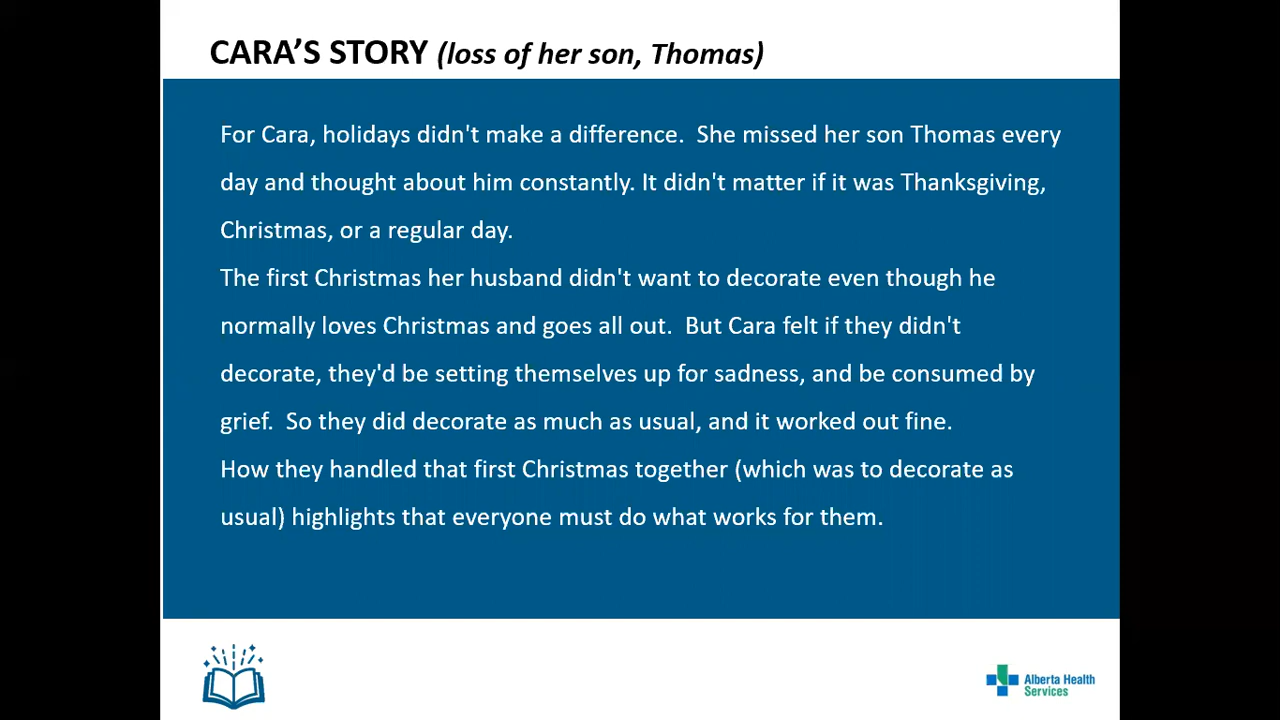 CARA’S STORY (loss of her son, Thomas)
For Cara, holidays didn't make a difference.  She missed her son Thomas every
day and thought about him constantly. It didn't matter if it was Thanksgiving,
Christmas, or a regular day.
The first Christmas her husband didn't want to decorate even though he
normally loves Christmas and goes all out.  But Cara felt if they didn't
decorate, they'd be setting themselves up for sadness, and be consumed by
grief.  So they did decorate as much as usual, and it worked out fine.
How they handled that first Christmas together (which was to decorate as
usual) highlights that everyone must do what works for them.
Alberta Health
Services